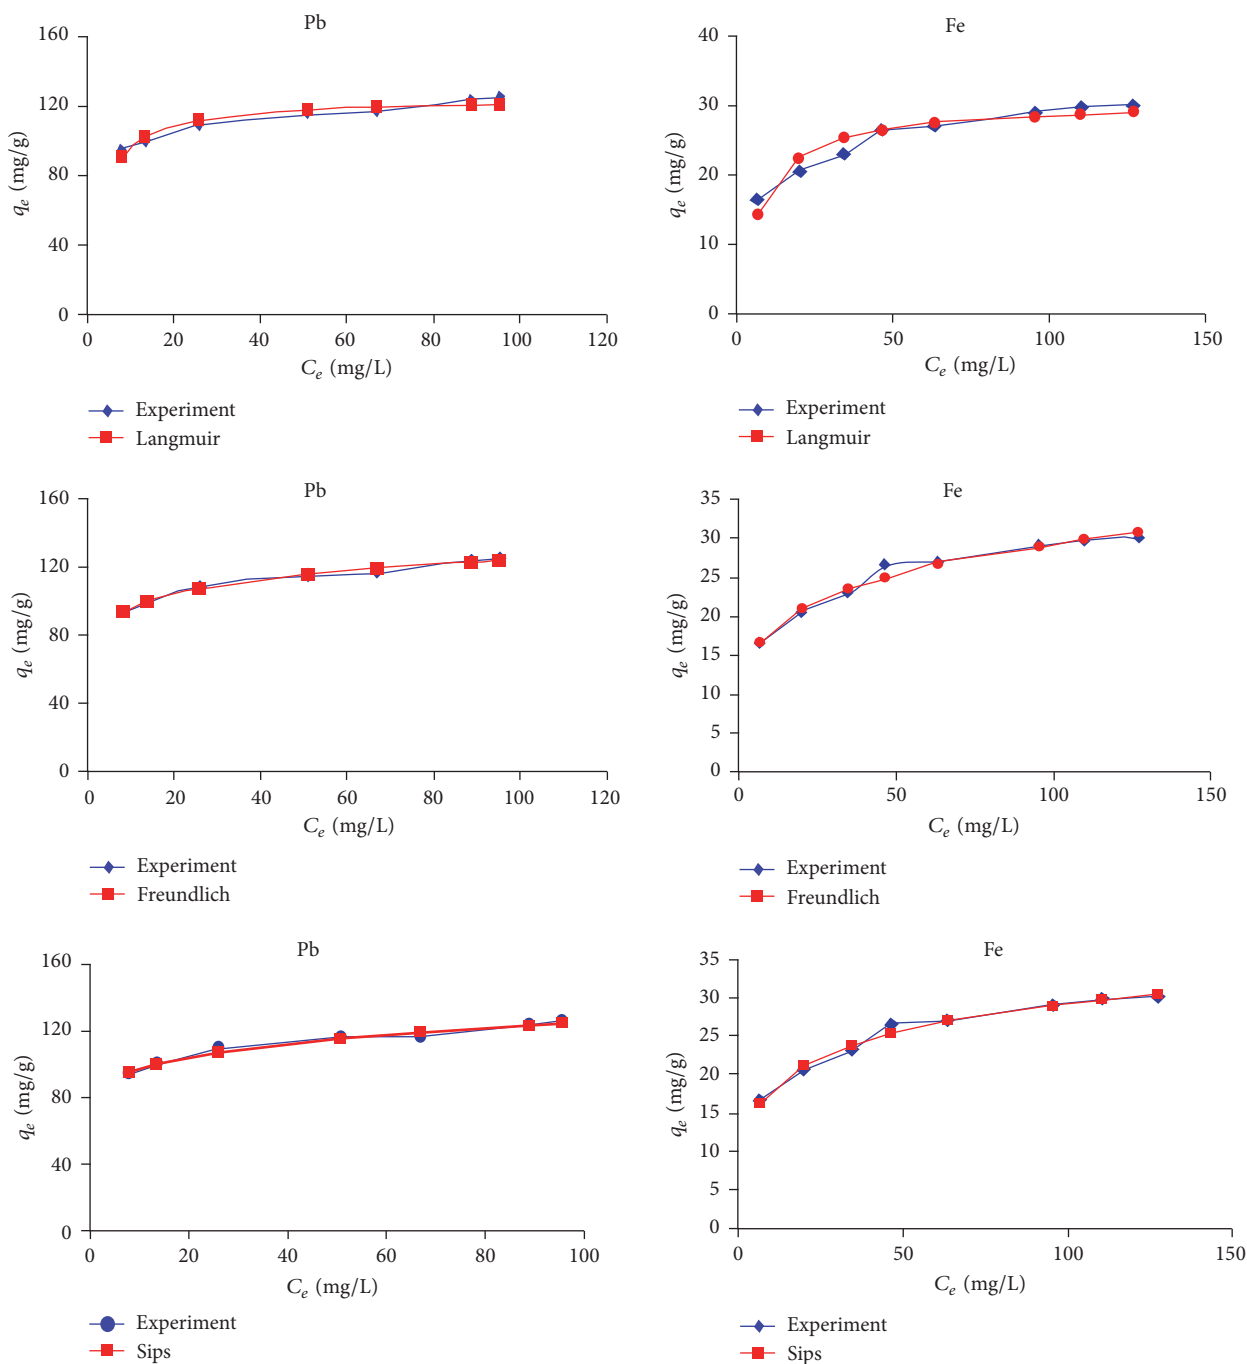 Pb
160
120
80
40
0
0 20 40 60 80 100 120
qe (mg/g)
Ce (mg/L)
Experiment
Langmuir
Fe
40
30
20
10
0
0 50 100 150
qe (mg/g)
Ce (mg/L)
Experiment
Langmuir
Pb
160
120
80
40
0
0 20 40 60 80 100 120
qe (mg/g)
Ce (mg/L)
Experiment
Freundlich
Fe
35
30
25
20
15
10
5
0
0 50 100 150
qe (mg/g)
Ce (mg/L)
Experiment
Freundlich
Pb
160
120
80
40
0
0 20 40 60 80 100
qe (mg/g)
Ce (mg/L)
Experiment
Sips
Fe
35
30
25
20
15
10
5
0
0 50 100 150
qe (mg/g)
Ce (mg/L)
Experiment
Sips